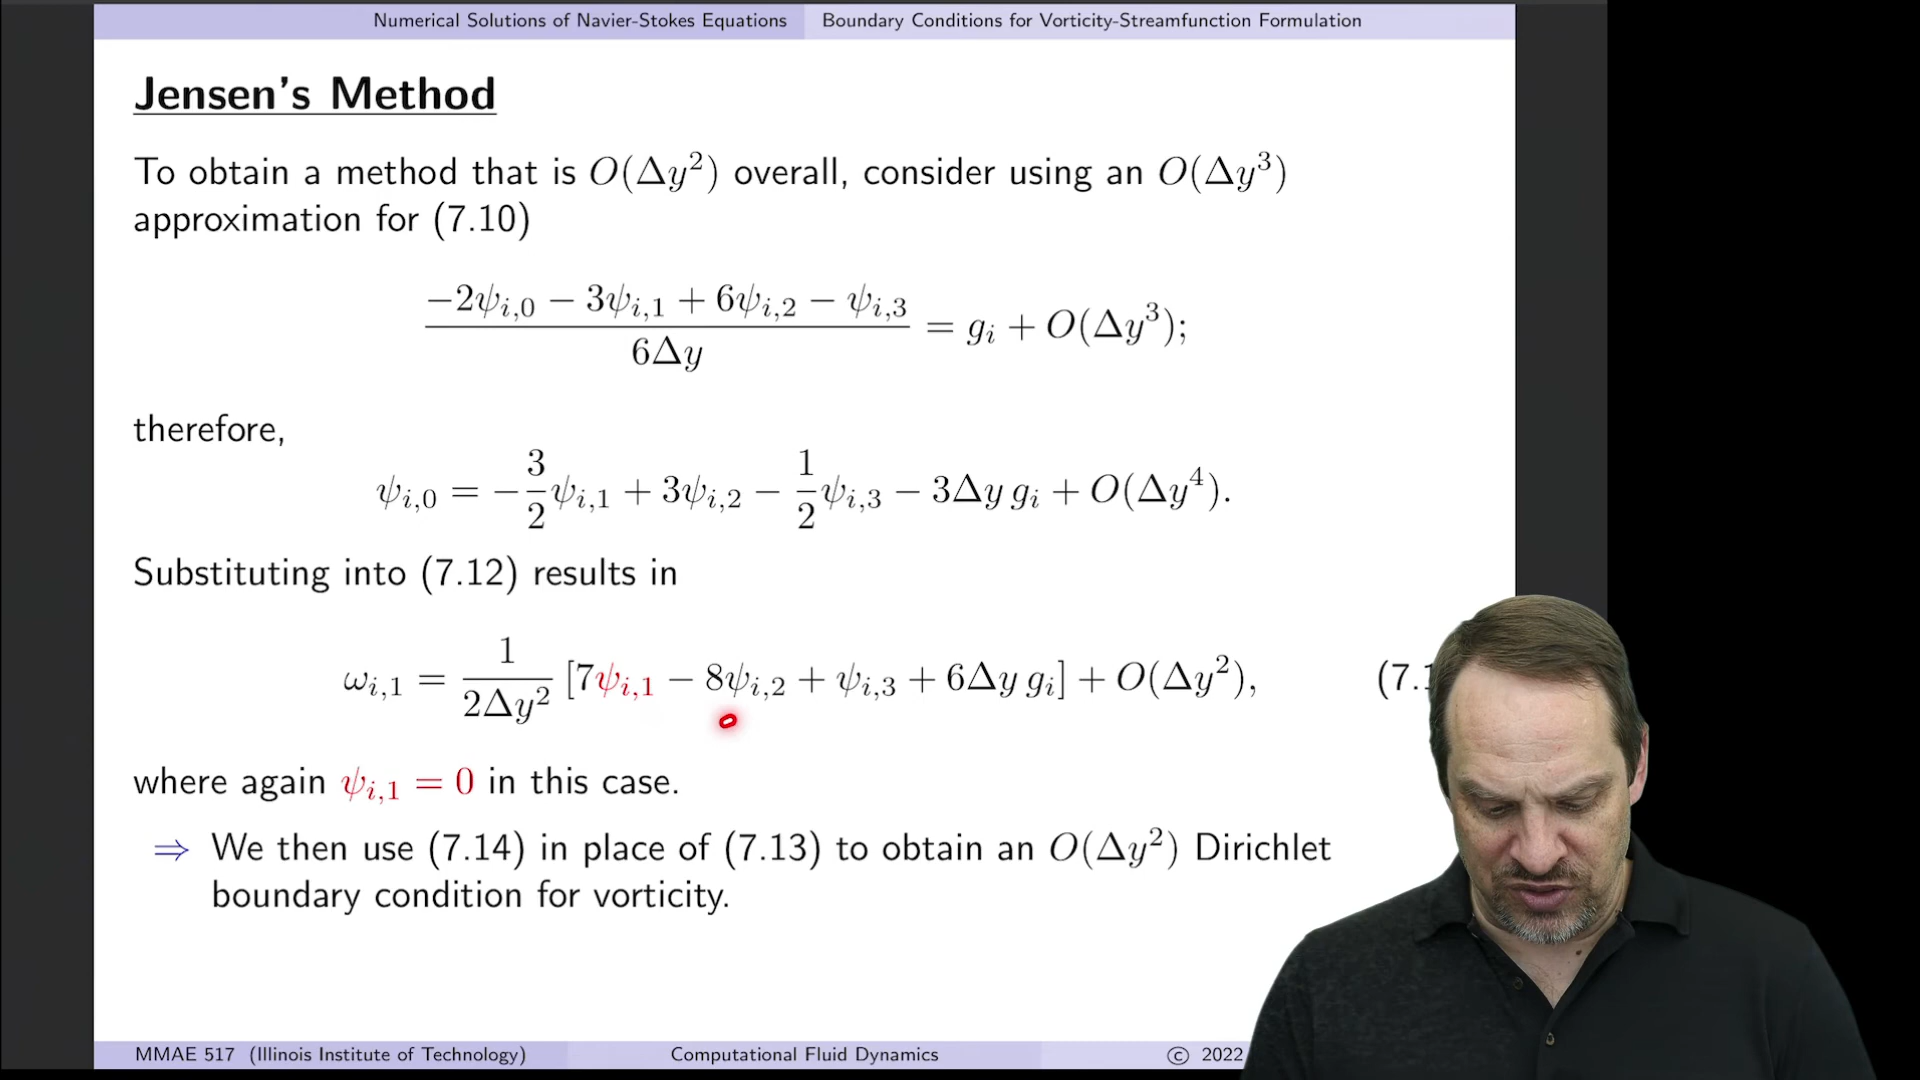 Numerical Solutions of Navier-Stokes Equations Boundary Conditions for Vorticity-Streamfunction Formulation
Jensen's Method
To obtain a method that is O(Δy²) overall, consider using an O(Δy³)
approximation for (7.10)
(−2ψ_{i,0} − 3ψ_{i,1} + 6ψ_{i,2} − ψ_{i,3}) / (6Δy) = g_i + O(Δy³);
therefore,
ψ_{i,0} = −(3/2)ψ_{i,1} + 3ψ_{i,2} − (1/2)ψ_{i,3} − 3Δy g_i + O(Δy⁴).
Substituting into (7.12) results in
ω_{i,1} = (1 / (2Δy²)) [7ψ_{i,1} − 8ψ_{i,2} + ψ_{i,3} + 6Δy g_i] + O(Δy²), (7.
where again ψ_{i,1} = 0 in this case.
⇒ We then use (7.14) in place of (7.13) to obtain an O(Δy²) Dirichlet
boundary condition for vorticity.
MMAE 517 (Illinois Institute of Technology) Computational Fluid Dynamics © 2022